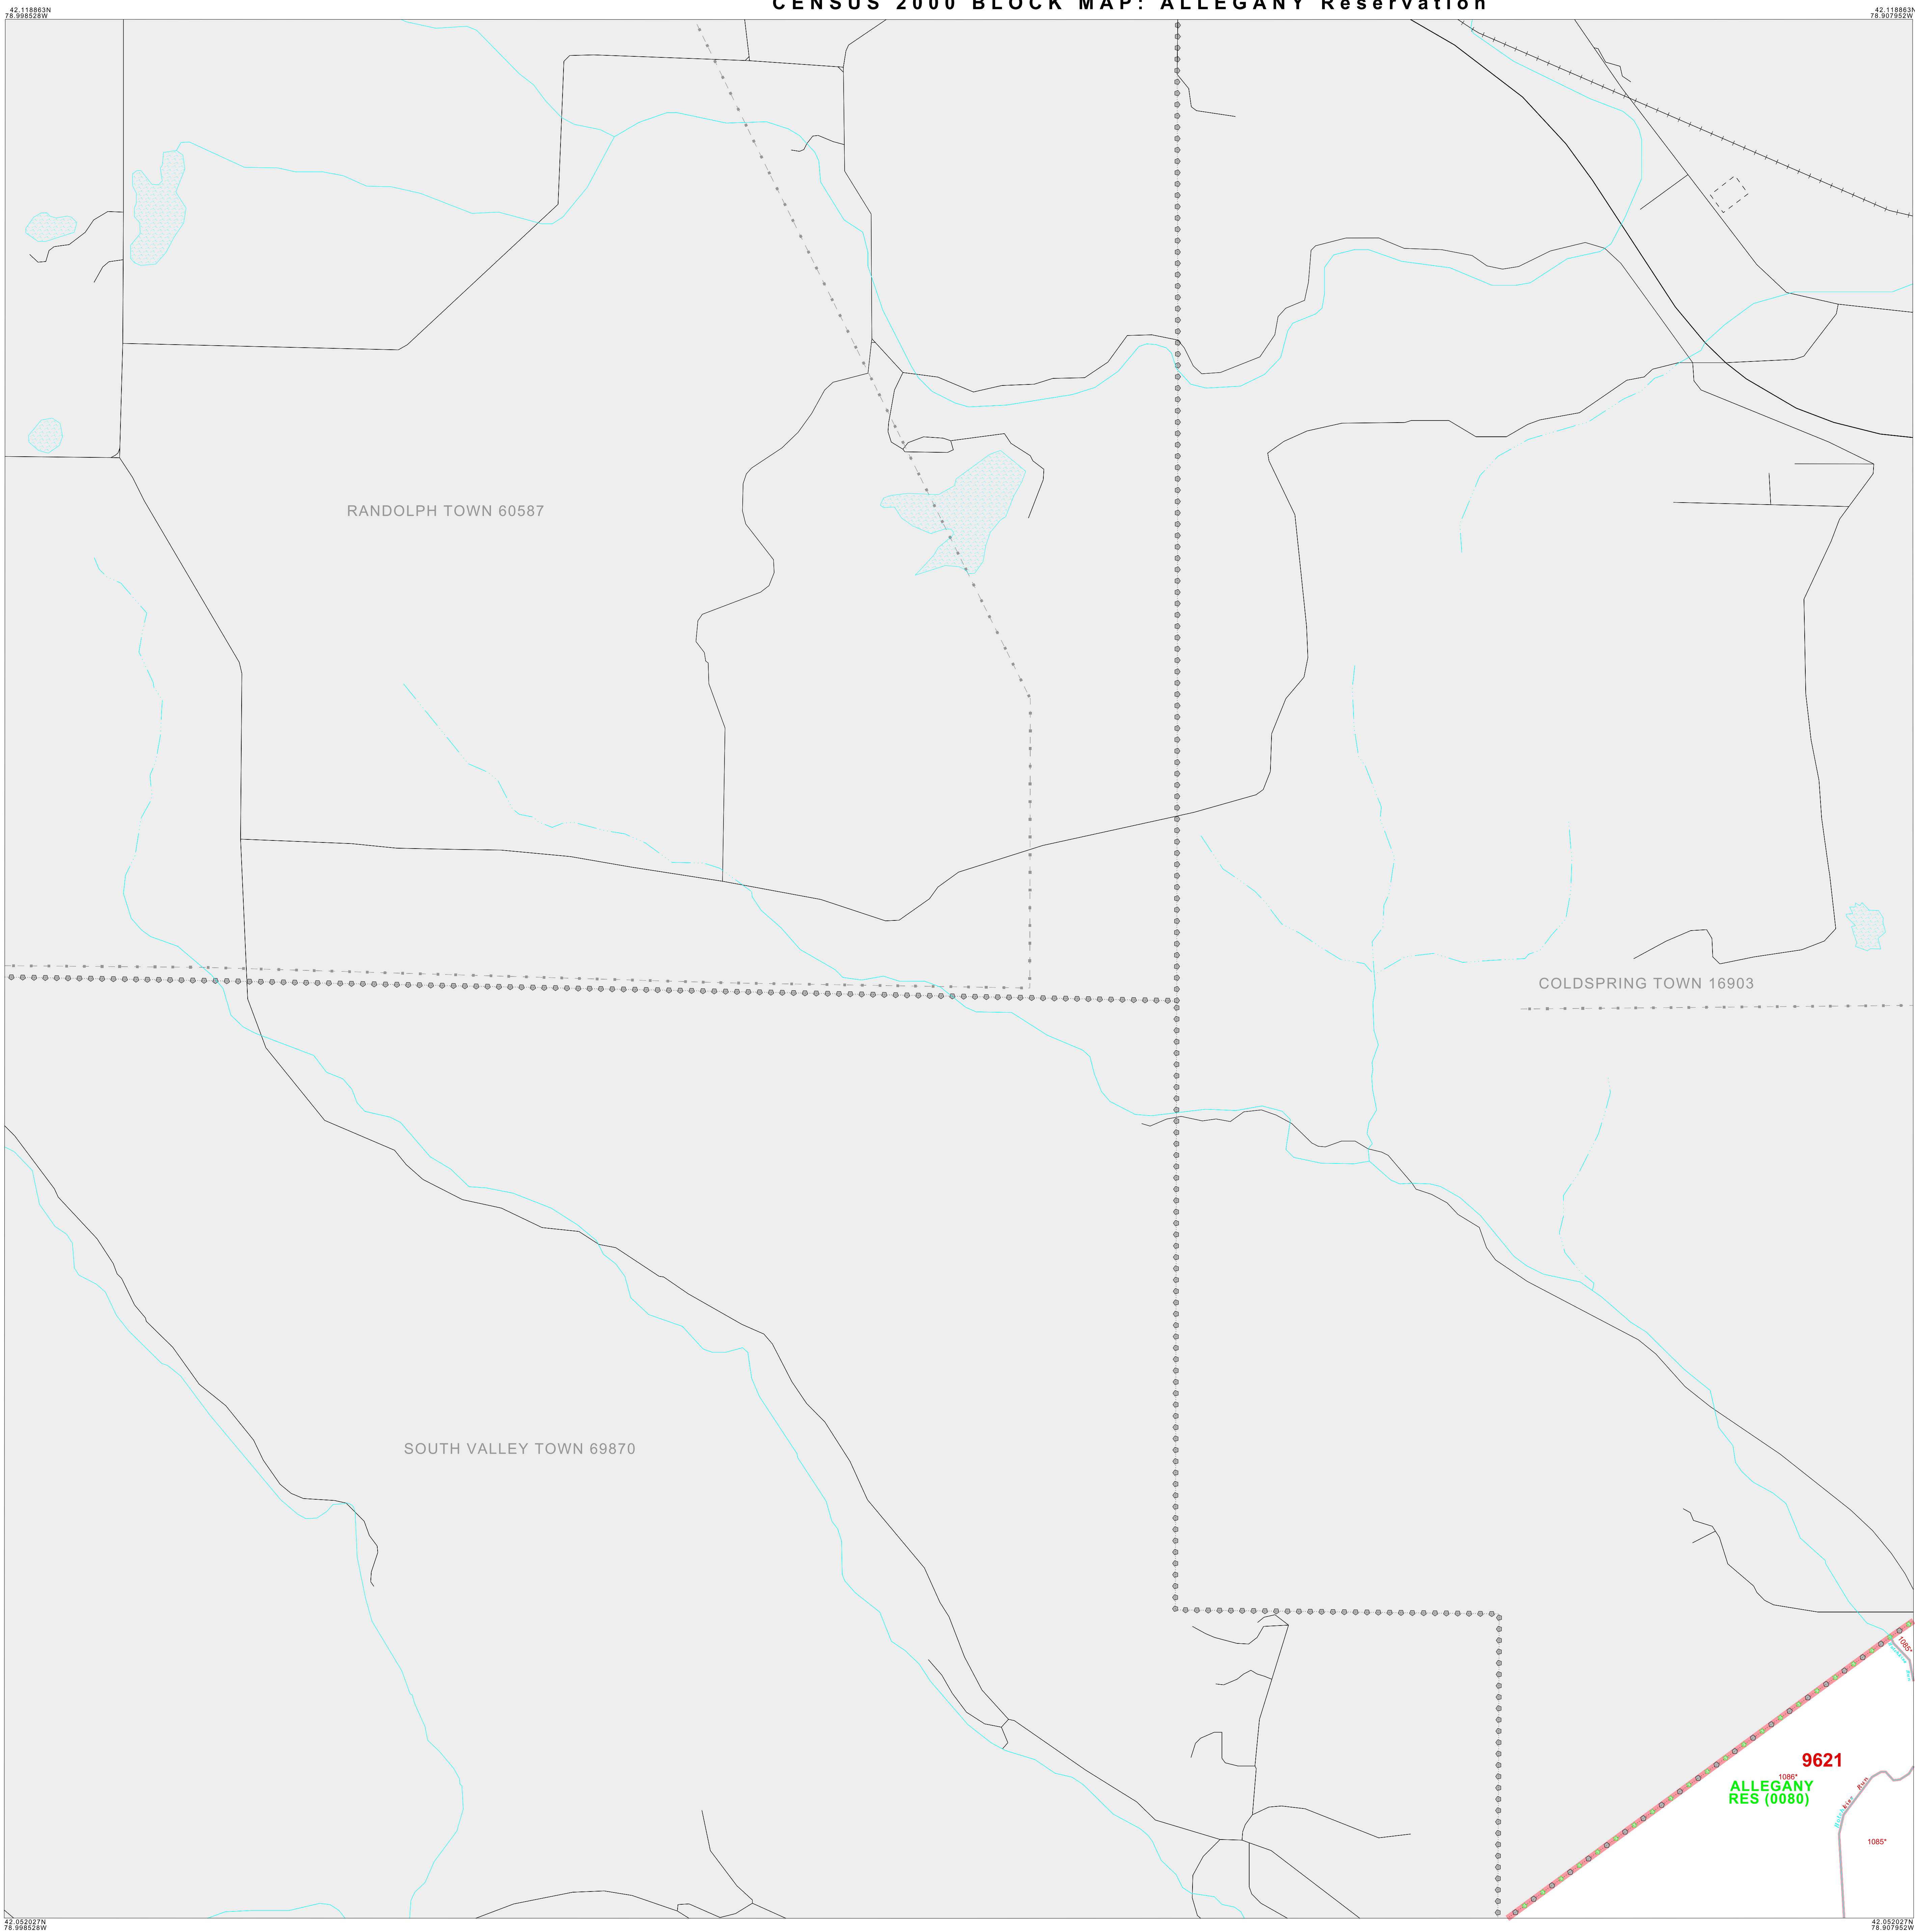 CENSUS 2000 BLOCK MAP: ALLEGANY Reservation
42.118863N
78.998528W
42.118863N
78.907952W
RANDOLPH TOWN 60587
COLDSPRING TOWN 16903
SOUTH VALLEY TOWN 69870
1085*
9621
1086*
ALLEGANY
RES (0080)
Run
1085*
42.052027N
78.998528W
42.052027N
78.907952W